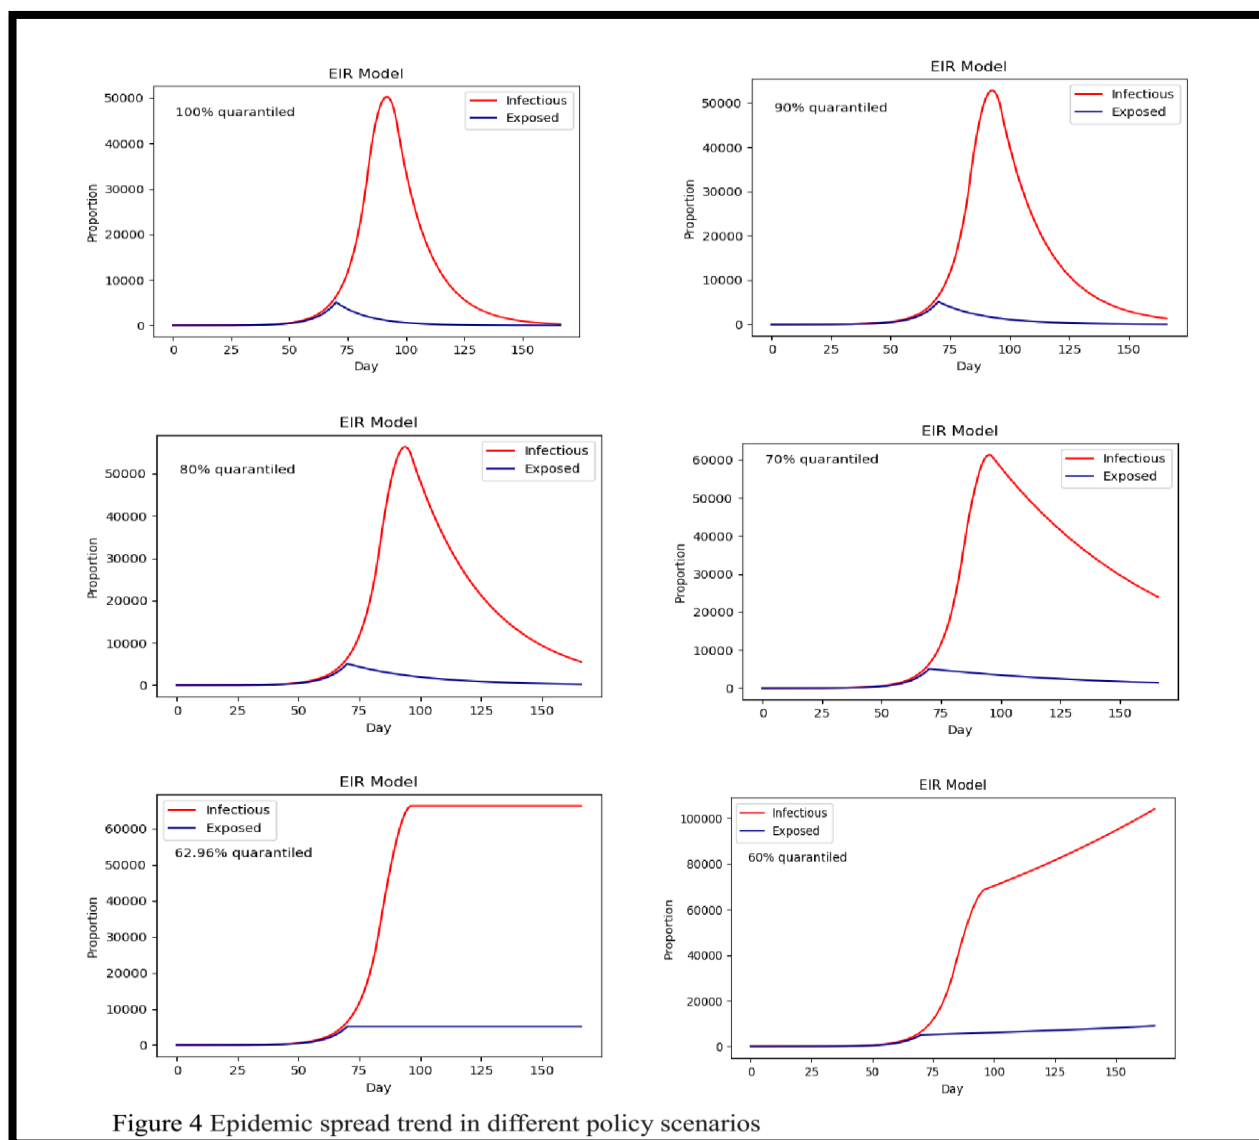 EIR Model
100% quarantiled
Infectious
Exposed
50000
40000
30000
20000
10000
0
Proportion
0 25 50 75 100 125 150
Day
EIR Model
90% quarantiled
Infectious
Exposed
50000
40000
30000
20000
10000
0
Proportion
0 25 50 75 100 125 150
Day
EIR Model
80% quarantiled
Infectious
Exposed
50000
40000
30000
20000
10000
0
Proportion
0 25 50 75 100 125 150
Day
EIR Model
70% quarantiled
Infectious
Exposed
60000
50000
40000
30000
20000
10000
0
Proportion
0 25 50 75 100 125 150
Day
EIR Model
Infectious
Exposed
62.96% quarantiled
60000
50000
40000
30000
20000
10000
0
Proportion
0 25 50 75 100 125 150
Day
EIR Model
Infectious
Exposed
60% quarantiled
100000
80000
60000
40000
20000
0
Proportion
0 25 50 75 100 125 150
Day
Figure 4 Epidemic spread trend in different policy scenarios